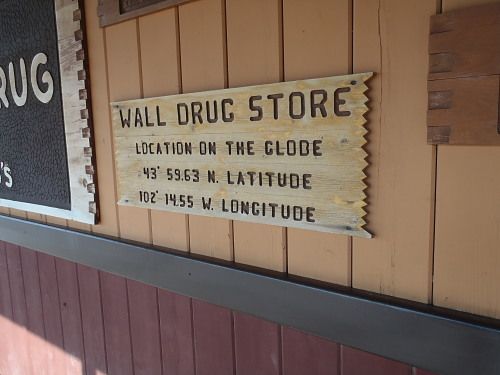 RUG
's
WALL DRUG STORE
LOCATION ON THE GLOBE
43° 59.63 N. LATITUDE
102° 14.55 W. LONGITUDE